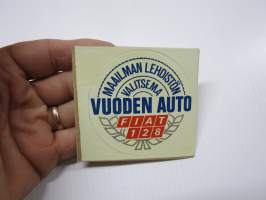 MAAILMAN LEHDISTÖN
VALITSEMA
VUODEN AUTO
FIAT
128